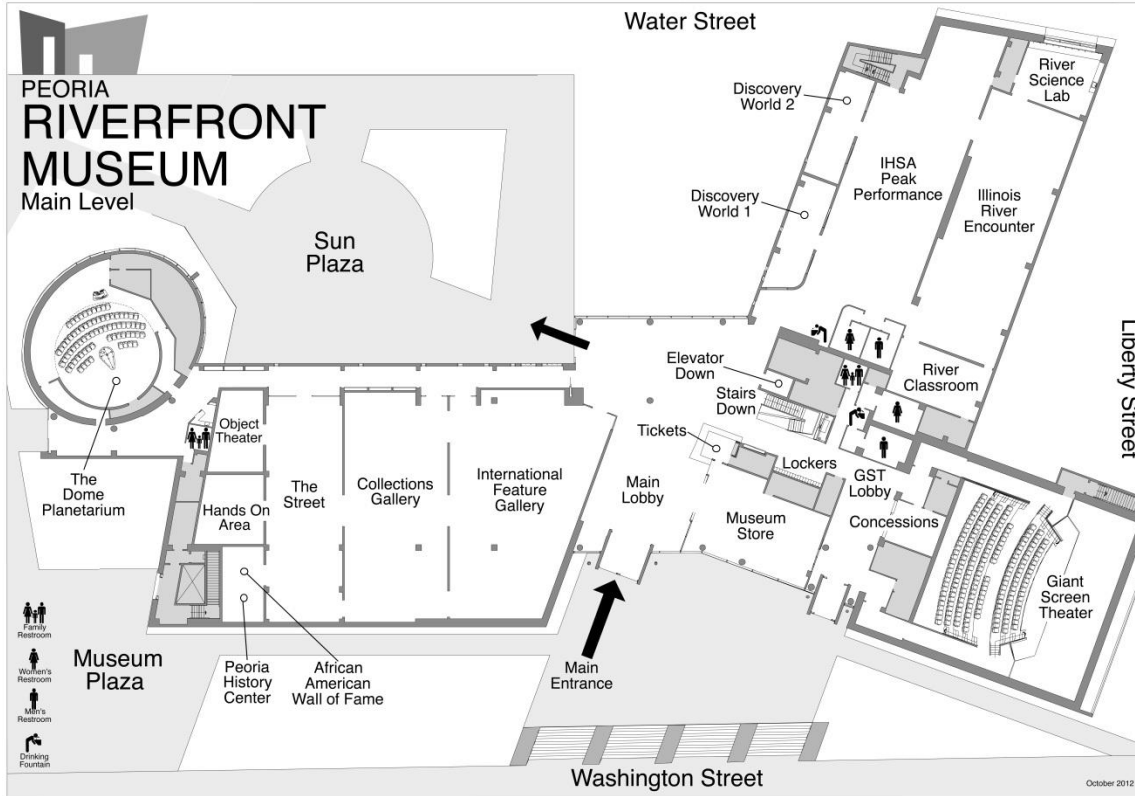 PEORIA
RIVERFRONT
MUSEUM
Main Level
Water Street
Sun
Plaza
Discovery
World 2
Discovery
World 1
IHSA
Peak
Performance
River
Science
Lab
Illinois
River
Encounter
Liberty Street
Elevator
Down
Stairs
Down
Tickets
River
Classroom
Lockers
GST
Lobby
Concessions
Main
Lobby
Museum
Store
Giant
Screen
Theater
Object
Theater
The
Street
Collections
Gallery
International
Feature
Gallery
Hands On
Area
The
Dome
Planetarium
Peoria
History
Center
African
American
Wall of Fame
Main
Entrance
Museum
Plaza
Family
Restroom
Women's
Restroom
Men's
Restroom
Drinking
Fountain
Washington Street
October 2012